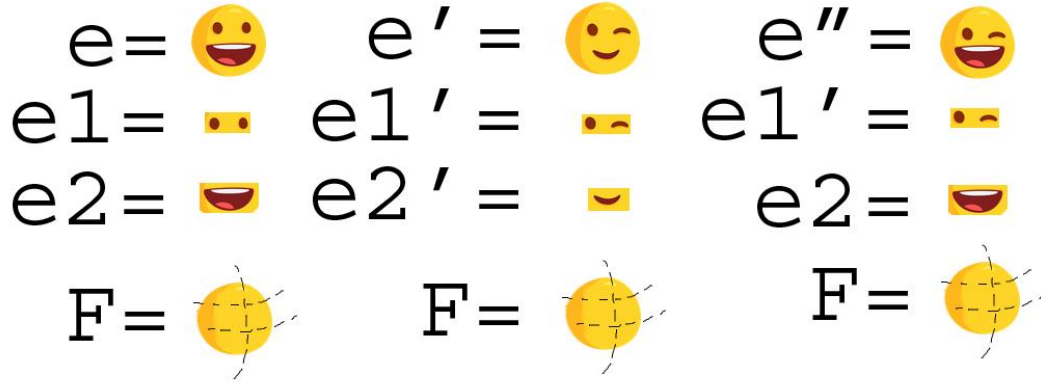 e= e′= e″=
e1= e1′= e1′=
e2= e2′= e2=
F= F= F=